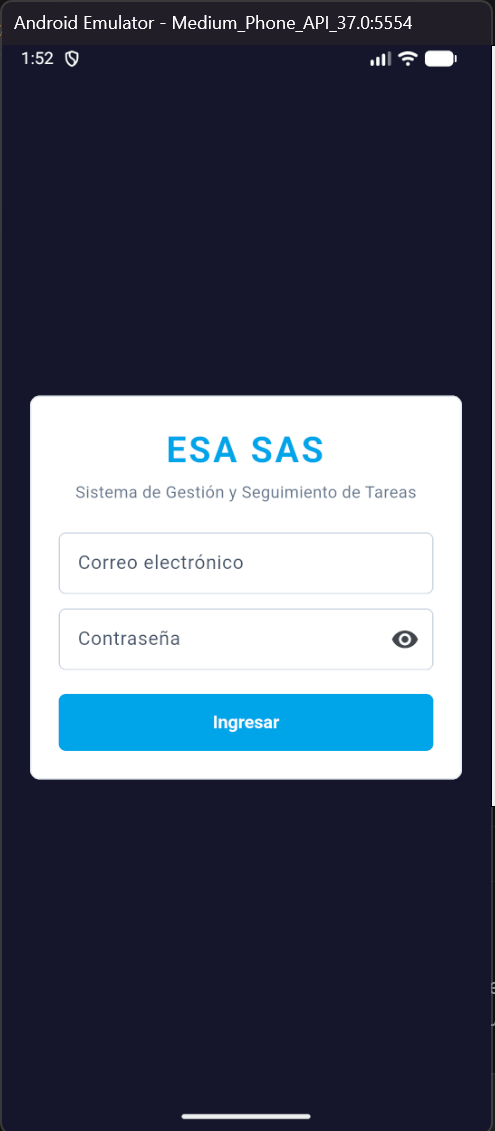 Android Emulator - Medium_Phone_API_37.0:5554
1:52
ESA SAS
Sistema de Gestión y Seguimiento de Tareas
Correo electrónico
Contraseña
Ingresar